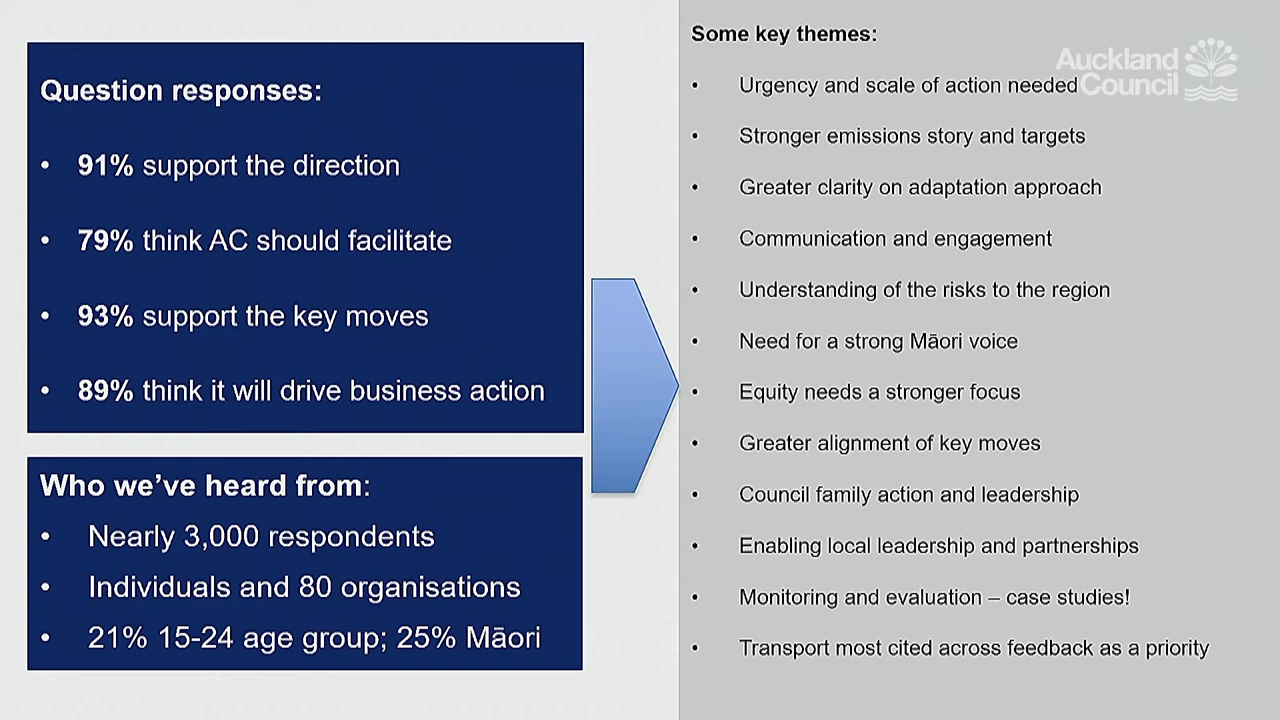 Question responses:
• 91% support the direction
• 79% think AC should facilitate
• 93% support the key moves
• 89% think it will drive business action
Who we’ve heard from:
• Nearly 3,000 respondents
• Individuals and 80 organisations
• 21% 15-24 age group; 25% Māori
Some key themes:
• Urgency and scale of action needed
• Stronger emissions story and targets
• Greater clarity on adaptation approach
• Communication and engagement
• Understanding of the risks to the region
• Need for a strong Māori voice
• Equity needs a stronger focus
• Greater alignment of key moves
• Council family action and leadership
• Enabling local leadership and partnerships
• Monitoring and evaluation – case studies!
• Transport most cited across feedback as a priority
Auckland
Council